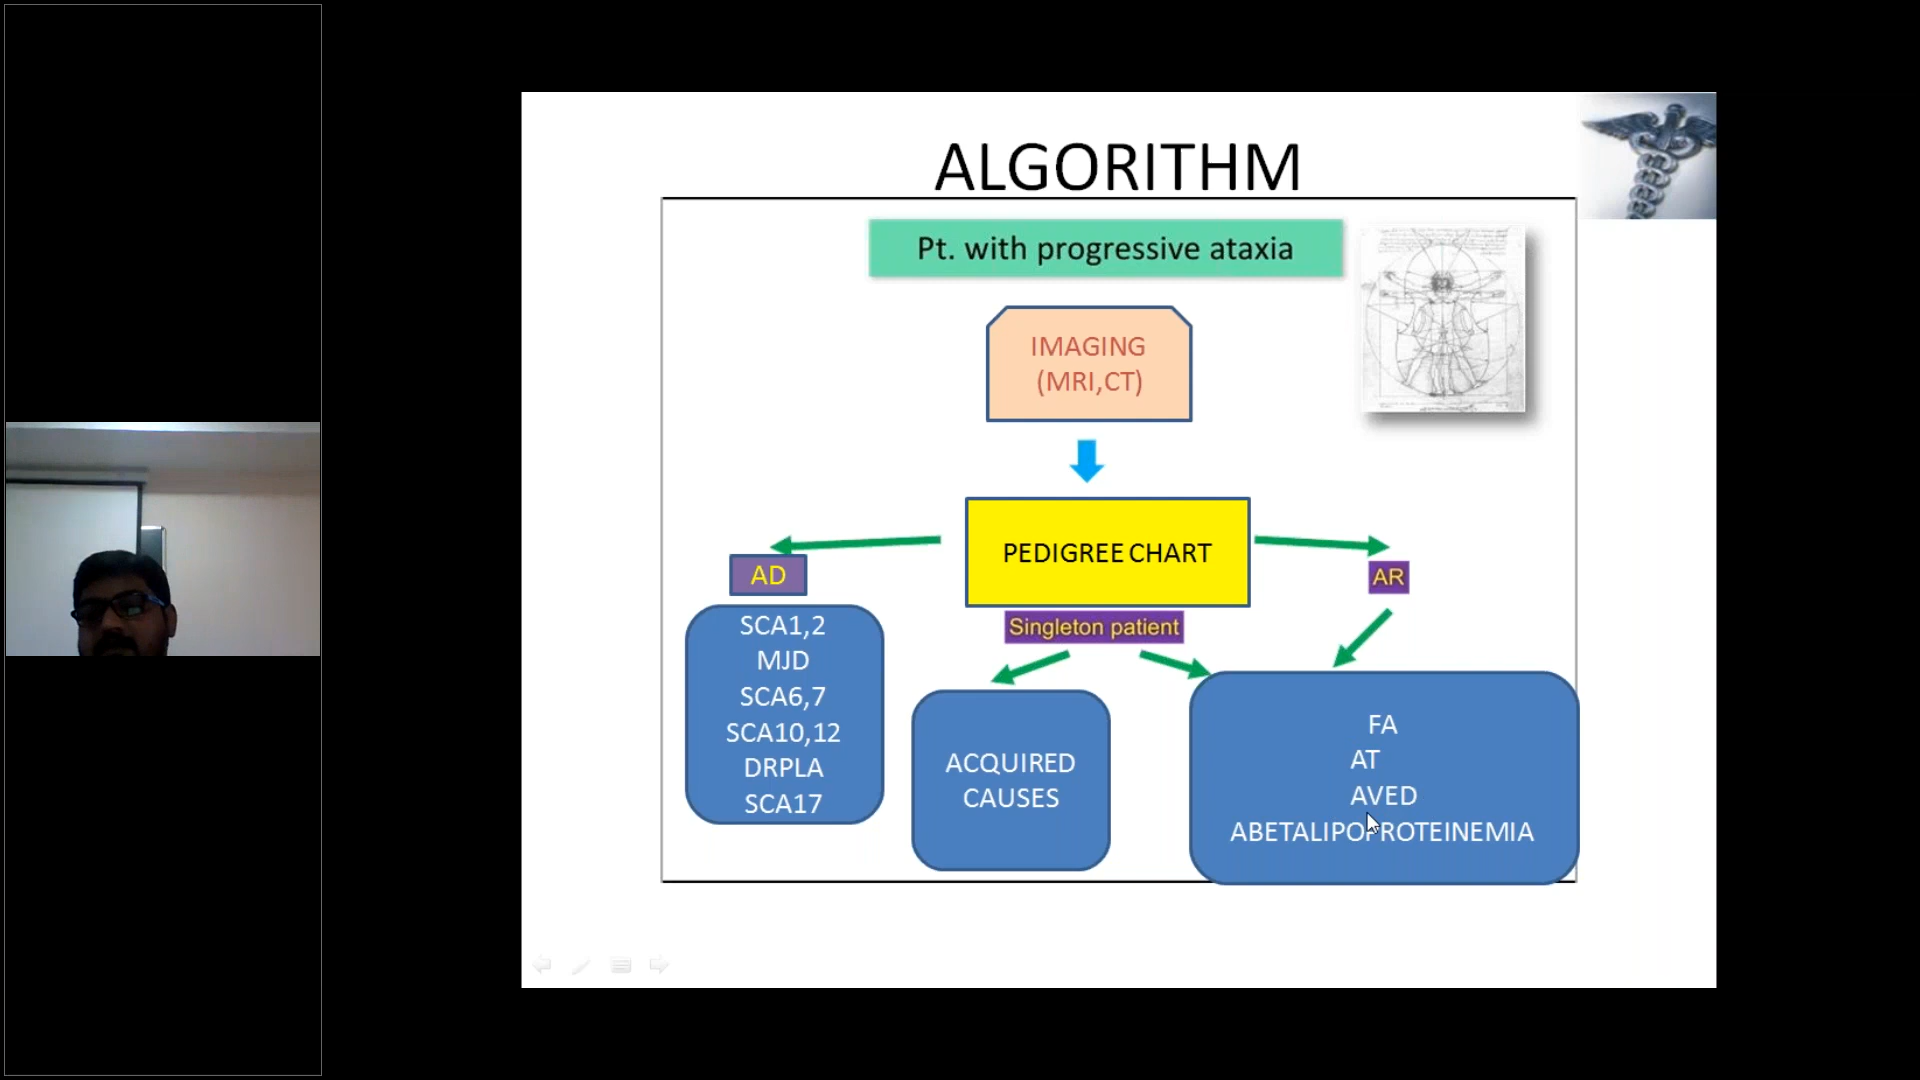 ALGORITHM
Pt. with progressive ataxia
IMAGING
(MRI,CT)
PEDIGREE CHART
AD
AR
SCA1,2
MJD
SCA6,7
SCA10,12
DRPLA
SCA17
Singleton patient
ACQUIRED
CAUSES
FA
AT
AVED
ABETALIPOPROTEINEMIA